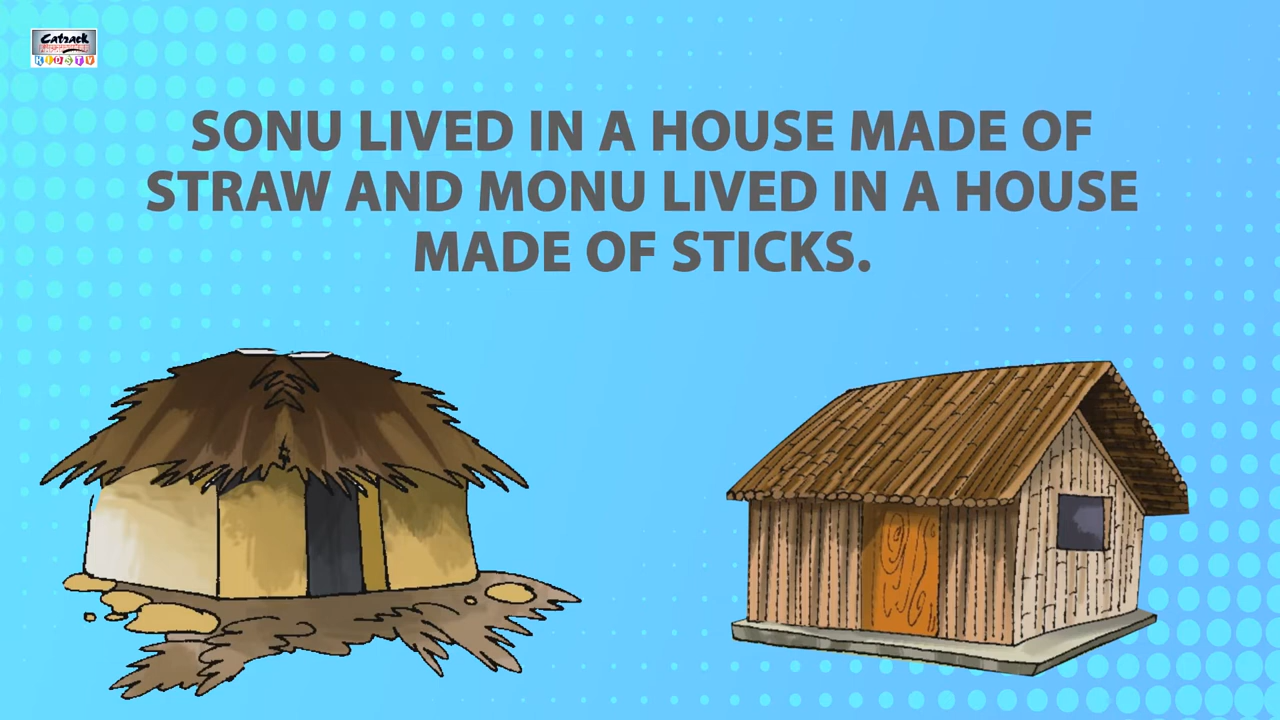 Catrack
KIDS TV
SONU LIVED IN A HOUSE MADE OF
STRAW AND MONU LIVED IN A HOUSE
MADE OF STICKS.